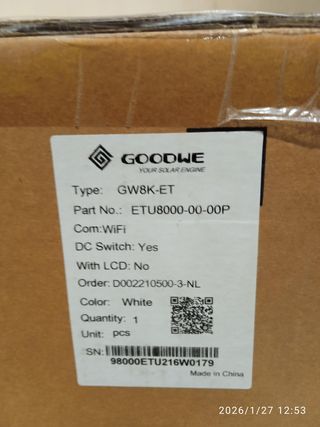 GOODWE
YOUR SOLAR ENGINE
Type: GW8K-ET
Part No.: ETU8000-00-00P
Com:WiFi
DC Switch: Yes
With LCD: No
Order: D002210500-3-NL
Color: White
Quantity: 1
Unit: pcs
SN:
98000ETU216W0179
Made in China
2026/1/27 12:53